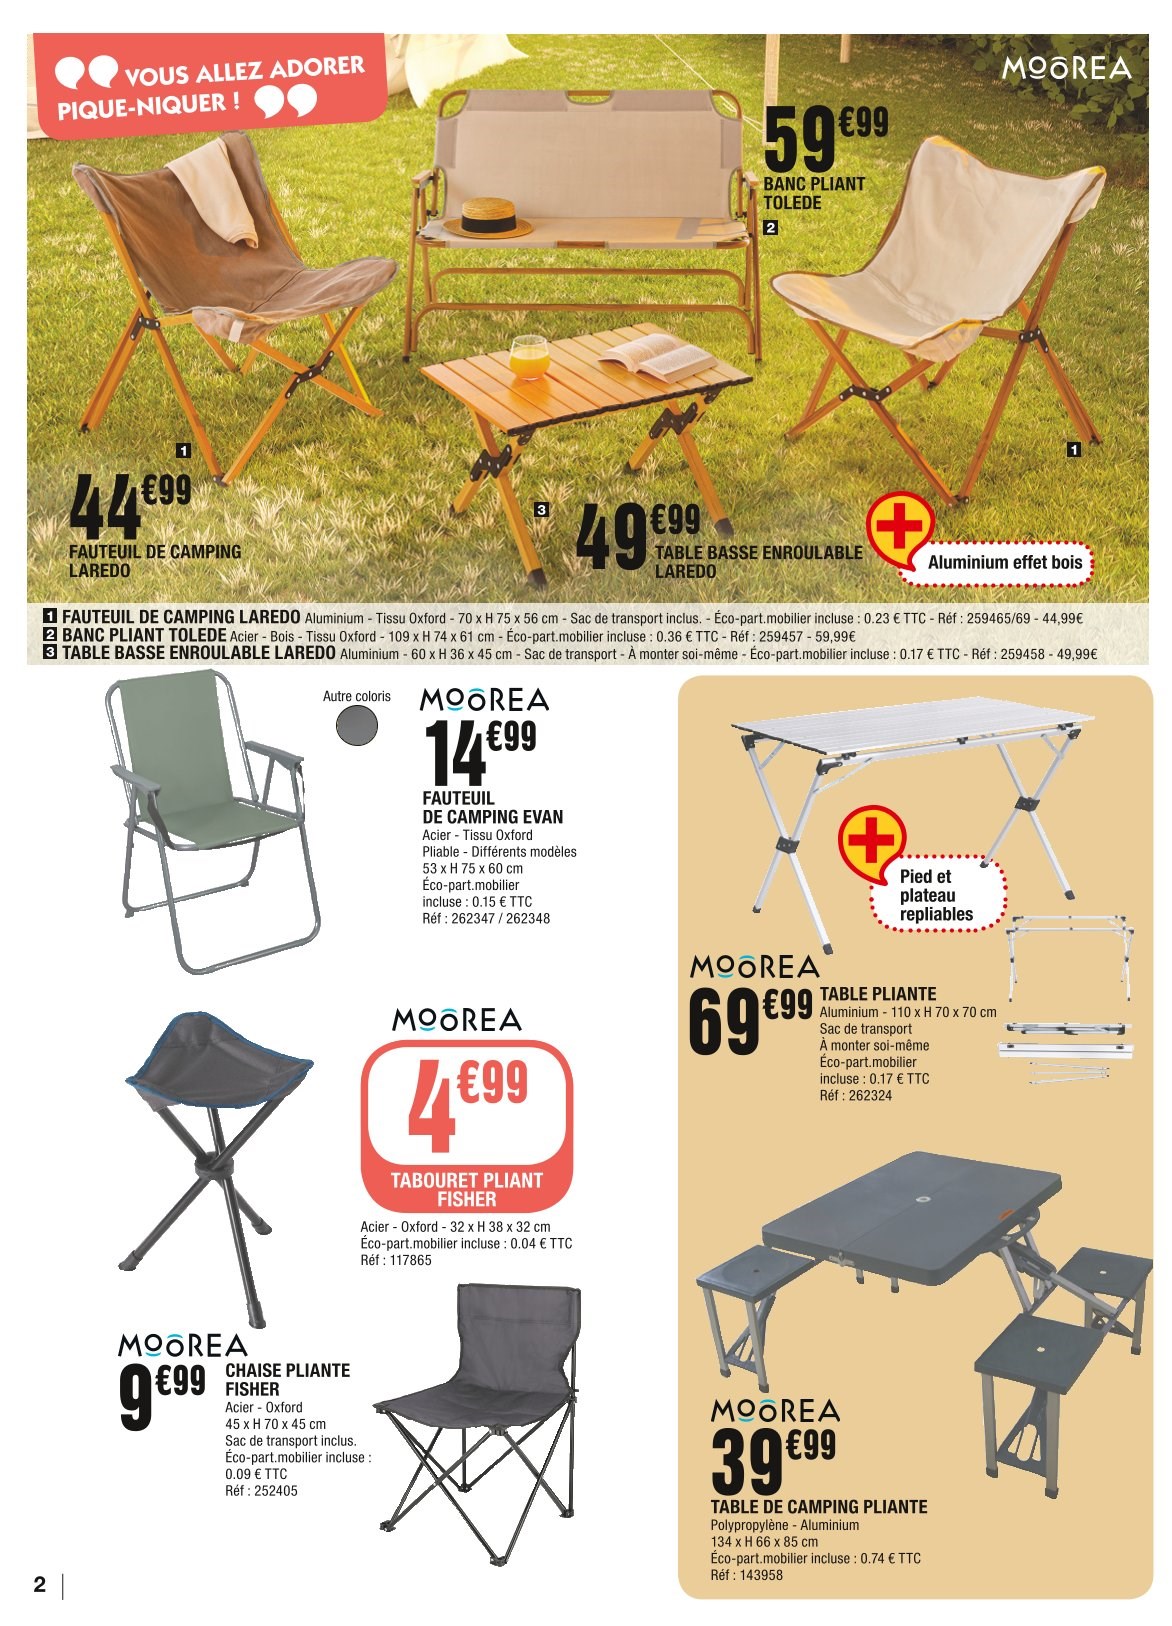 VOUS ALLEZ ADORER
PIQUE-NIQUER !
MOOREA
59€99
BANC PLIANT
TOLEDE
2
1
1
44€99
FAUTEUIL DE CAMPING
LAREDO
3
49€99
TABLE BASSE ENROULABLE
LAREDO
+
Aluminium effet bois
1 FAUTEUIL DE CAMPING LAREDO Aluminium - Tissu Oxford - 70 x H 75 x 56 cm - Sac de transport inclus. - Éco-part.mobilier incluse : 0.23 € TTC - Réf : 259465/69 - 44,99€
2 BANC PLIANT TOLEDE Acier - Bois - Tissu Oxford - 109 x H 74 x 61 cm - Éco-part.mobilier incluse : 0.36 € TTC - Réf : 259457 - 59,99€
3 TABLE BASSE ENROULABLE LAREDO Aluminium - 60 x H 36 x 45 cm - Sac de transport - À monter soi-même - Éco-part.mobilier incluse : 0.17 € TTC - Réf : 259458 - 49,99€
Autre coloris
MOOREA
14€99
FAUTEUIL
DE CAMPING EVAN
Acier - Tissu Oxford
Pliable - Différents modèles
53 x H 75 x 60 cm
Éco-part.mobilier
incluse : 0.15 € TTC
Réf : 262347 / 262348
+
Pied et
plateau
repliables
MOOREA
69€99
TABLE PLIANTE
Aluminium - 110 x H 70 x 70 cm
Sac de transport
À monter soi-même
Éco-part.mobilier
incluse : 0.17 € TTC
Réf : 262324
MOOREA
4€99
TABOURET PLIANT
FISHER
Acier - Oxford - 32 x H 38 x 32 cm
Éco-part.mobilier incluse : 0.04 € TTC
Réf : 117865
MOOREA
9€99
CHAISE PLIANTE
FISHER
Acier - Oxford
45 x H 70 x 45 cm
Sac de transport inclus.
Éco-part.mobilier incluse :
0.09 € TTC
Réf : 252405
MOOREA
39€99
TABLE DE CAMPING PLIANTE
Polypropylène - Aluminium
134 x H 66 x 85 cm
Éco-part.mobilier incluse : 0.74 € TTC
Réf : 143958
2